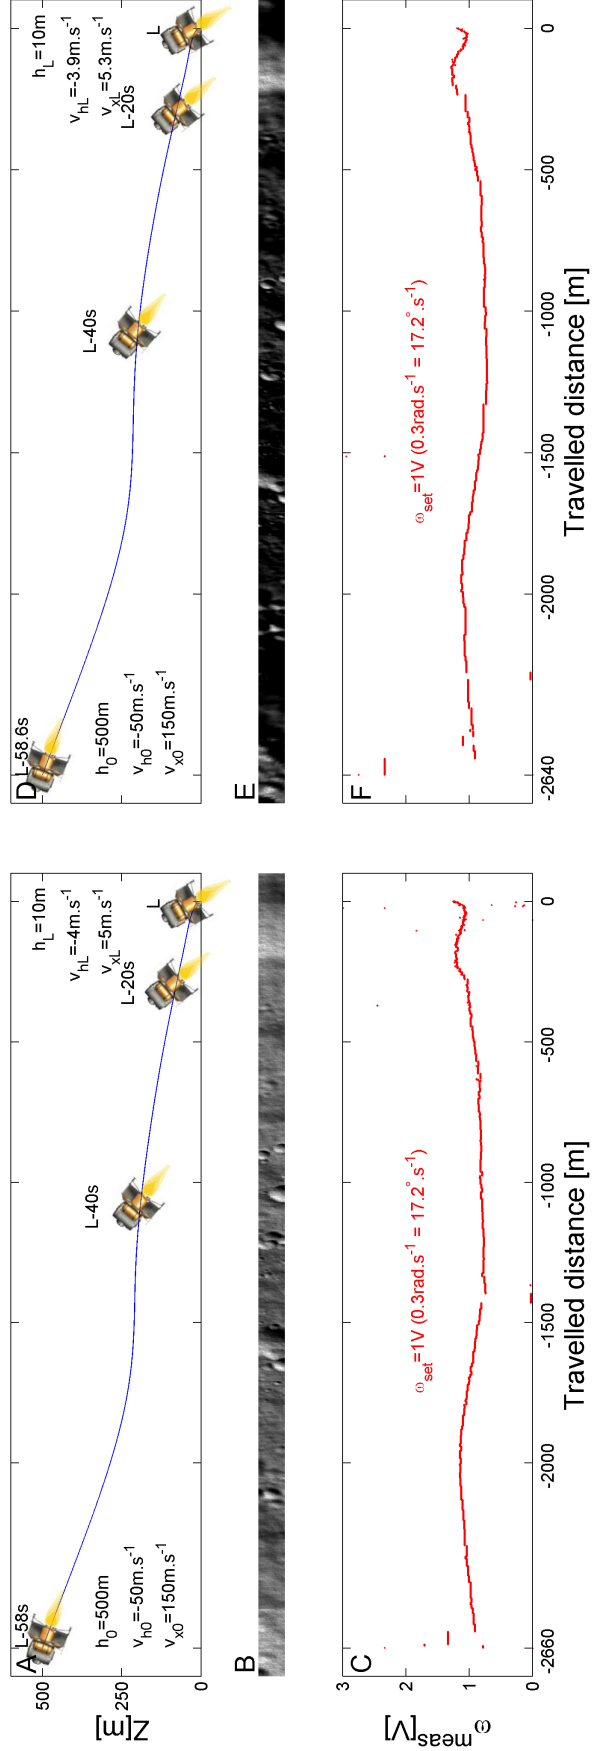 A
L-58s
h0=500m
vh0=-50m.s-1
vx0=150m.s-1
L-40s
L-20s
L
hL=10m
vhL=-4m.s-1
vxL=5m.s-1
Z[m]
500
250
0
B
C
ωmeas[V]
3
2
1
0
ωset=1V (0.3rad.s-1 = 17.2°.s-1)
-2660
-2000
-1500
-1000
-500
0
Travelled distance [m]
D
L-58.6s
h0=500m
vh0=-50m.s-1
vx0=150m.s-1
L-40s
L-20s
L
hL=10m
vhL=-3.9m.s-1
vxL=5.3m.s-1
E
F
ωset=1V (0.3rad.s-1 = 17.2°.s-1)
-2640
-2000
-1500
-1000
-500
0
Travelled distance [m]